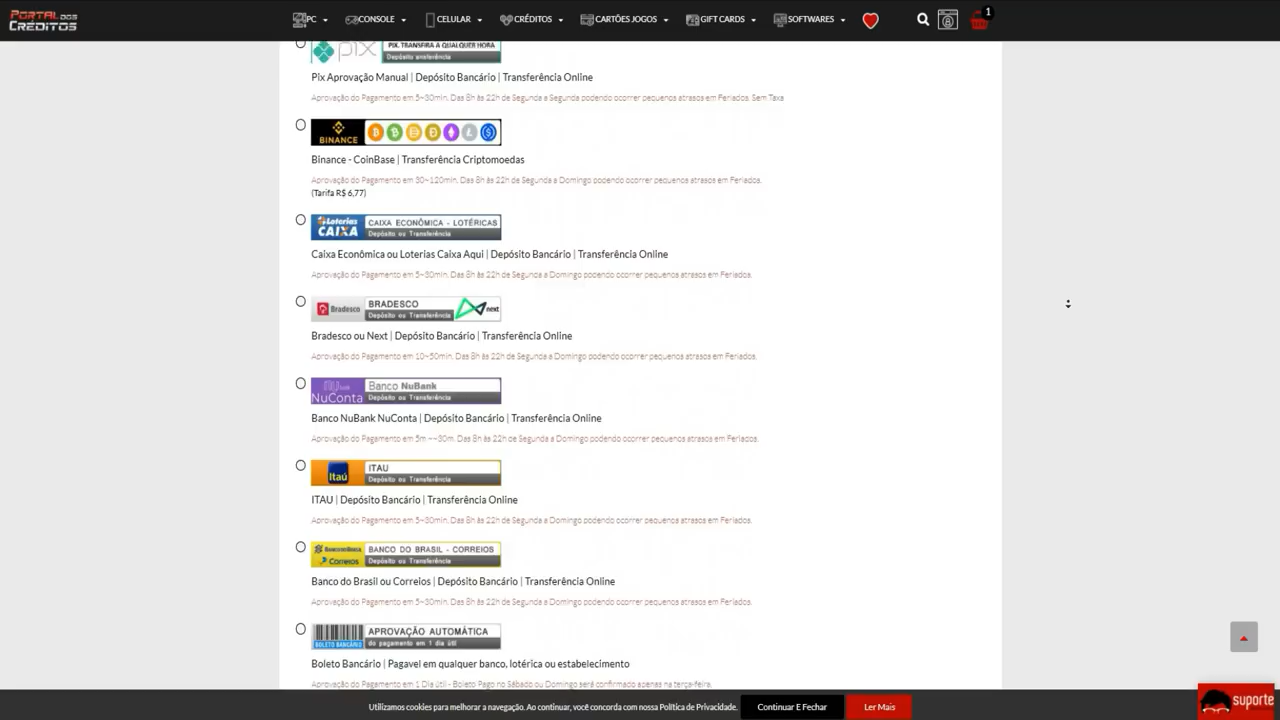 PORTAL DOS CRÉDITOS
PC CONSOLE CELULAR CRÉDITOS CARTÕES JOGOS GIFT CARDS SOFTWARES 1
pix PIX. TRANSFIRA A QUALQUER HORA
Pix Aprovação Manual | Depósito Bancário | Transferência Online
Aprovação do Pagamento em 5~30min. Das 8h às 22h de Segunda a Segunda podendo ocorrer pequenos atrasos em Feriados. Sem Taxa
BINANCE
Binance - CoinBase | Transferência Criptomoedas
Aprovação do Pagamento em 30~120min. Das 8h às 22h de Segunda a Domingo podendo ocorrer pequenos atrasos em Feriados.
(Tarifa R$ 6,77)
Loterias CAIXA CAIXA ECONÔMICA - LOTÉRICAS
Depósito ou Transferência
Caixa Econômica ou Loterias Caixa Aqui | Depósito Bancário | Transferência Online
Aprovação do Pagamento em 5~30min. Das 8h às 22h de Segunda a Domingo podendo ocorrer pequenos atrasos em Feriados.
Bradesco BRADESCO next
Depósito ou Transferência
Bradesco ou Next | Depósito Bancário | Transferência Online
Aprovação do Pagamento em 10~50min. Das 8h às 22h de Segunda a Domingo podendo ocorrer pequenos atrasos em Feriados.
Banco NuBank
NuConta Depósito ou Transferência
Banco NuBank NuConta | Depósito Bancário | Transferência Online
Aprovação do Pagamento em 5m ~~30m. Das 8h às 22h de Segunda a Domingo podendo ocorrer pequenos atrasos em Feriados.
Itaú ITAU
Depósito ou Transferência
ITAU | Depósito Bancário | Transferência Online
Aprovação do Pagamento em 5~30min. Das 8h às 22h de Segunda a Domingo podendo ocorrer pequenos atrasos em Feriados.
BANCO DO BRASIL - CORREIOS
Correios Depósito ou Transferência
Banco do Brasil ou Correios | Depósito Bancário | Transferência Online
Aprovação do Pagamento em 5~30min. Das 8h às 22h de Segunda a Domingo podendo ocorrer pequenos atrasos em Feriados.
APROVAÇÃO AUTOMÁTICA
BOLETO BANCÁRIO do pagamento em 1 dia útil
Boleto Bancário | Pagavel em qualquer banco, lotérica ou estabelecimento
Aprovação do Pagamento em 1 Dia útil - Boleto Pago no Sábado ou Domingo será confirmado apenas na terça-feira.
Utilizamos cookies para melhorar a navegação. Ao continuar, você concorda com nossa Política de Privacidade. Continuar E Fechar Ler Mais
suporte